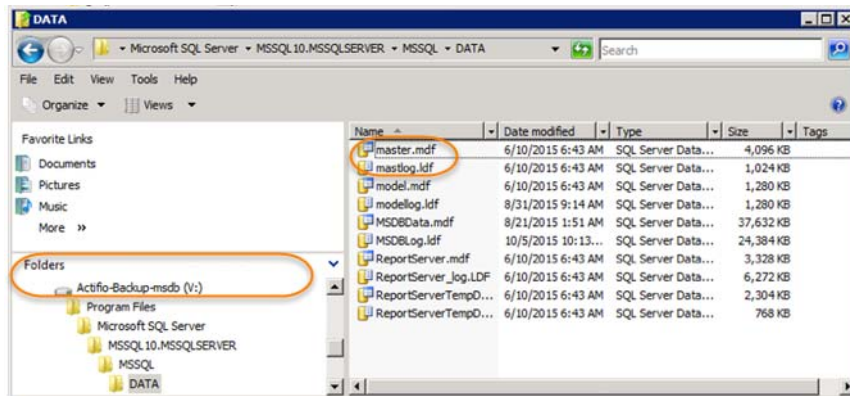 DATA
Microsoft SQL Server MSSQL10.MSSQLSERVER MSSQL DATA Search
File Edit View Tools Help
Organize Views
Favorite Links
Documents
Pictures
Music
More »
Folders
Actifio-Backup-msdb (V:)
Program Files
Microsoft SQL Server
MSSQL10.MSSQLSERVER
MSSQL
DATA
Name Date modified Type Size Tags
master.mdf 6/10/2015 6:43 AM SQL Server Data... 4,096 KB
mastlog.ldf 6/10/2015 6:43 AM SQL Server Data... 1,024 KB
model.mdf 6/10/2015 6:43 AM SQL Server Data... 1,280 KB
modellog.ldf 8/31/2015 9:14 AM SQL Server Data... 1,280 KB
MSDBData.mdf 8/21/2015 1:51 AM SQL Server Data... 37,632 KB
MSDBLog.ldf 10/5/2015 10:13... SQL Server Data... 24,384 KB
ReportServer.mdf 6/10/2015 6:43 AM SQL Server Data... 3,328 KB
ReportServer_log.LDF 6/10/2015 6:43 AM SQL Server Data... 6,272 KB
ReportServerTempD... 6/10/2015 6:43 AM SQL Server Data... 2,304 KB
ReportServerTempD... 6/10/2015 6:43 AM SQL Server Data... 768 KB